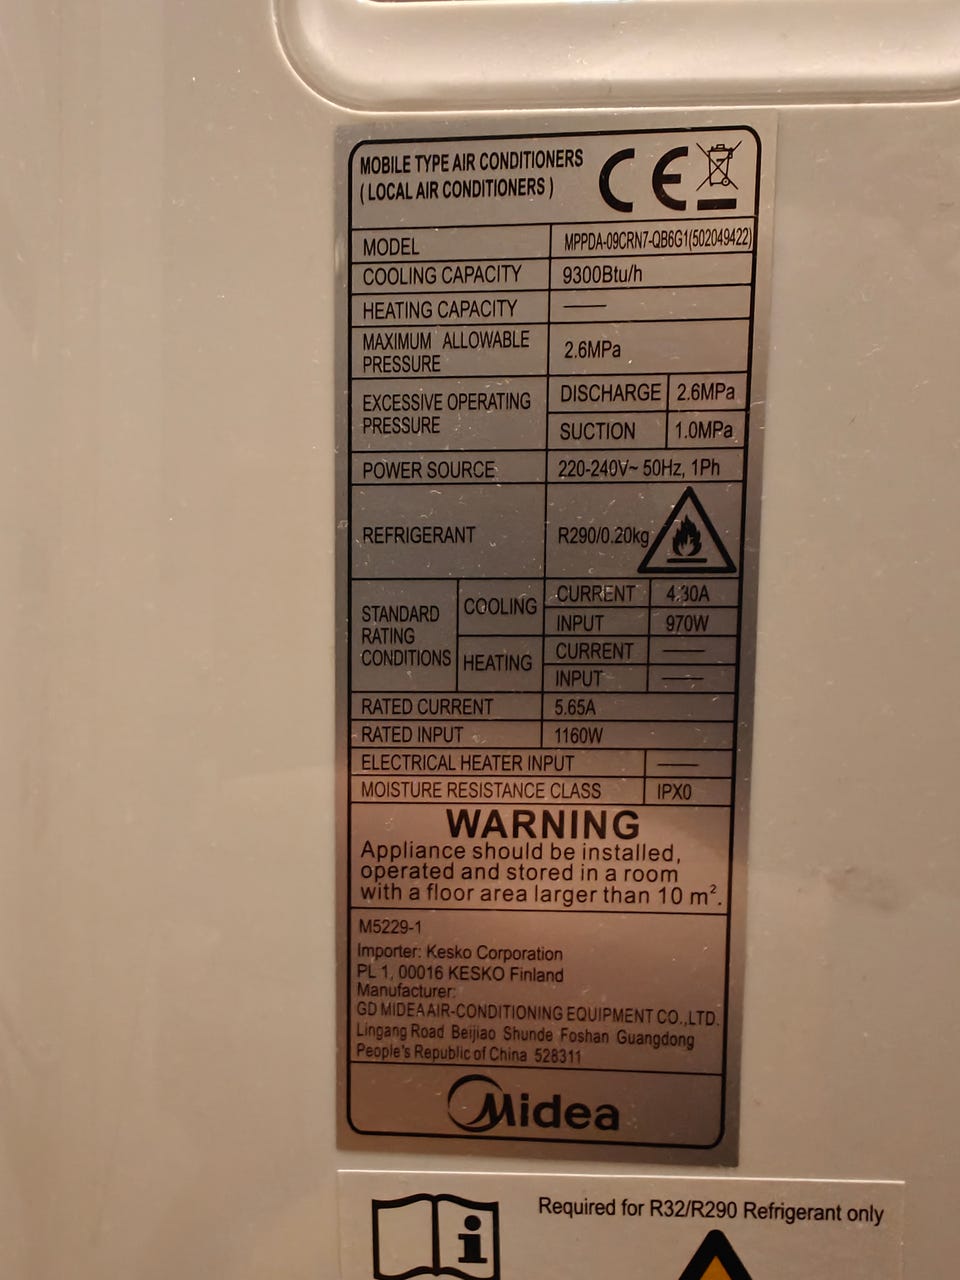 MOBILE TYPE AIR CONDITIONERS
( LOCAL AIR CONDITIONERS )
CE
MODEL MPPDA-09CRN7-QB6G1(502049422)
COOLING CAPACITY 9300Btu/h
HEATING CAPACITY ——
MAXIMUM ALLOWABLE
PRESSURE 2.6MPa
EXCESSIVE OPERATING
PRESSURE
DISCHARGE 2.6MPa
SUCTION 1.0MPa
POWER SOURCE 220-240V~ 50Hz, 1Ph
REFRIGERANT R290/0.20kg
STANDARD
RATING
CONDITIONS
COOLING
CURRENT 4.30A
INPUT 970W
HEATING
CURRENT ——
INPUT ——
RATED CURRENT 5.65A
RATED INPUT 1160W
ELECTRICAL HEATER INPUT ——
MOISTURE RESISTANCE CLASS IPX0
WARNING
Appliance should be installed,
operated and stored in a room
with a floor area larger than 10 m².
M5229-1
Importer: Kesko Corporation
PL 1, 00016 KESKO Finland
Manufacturer:
GD MIDEA AIR-CONDITIONING EQUIPMENT CO.,LTD.
Lingang Road Beijiao Shunde Foshan Guangdong
People's Republic of China 528311
Midea
Required for R32/R290 Refrigerant only